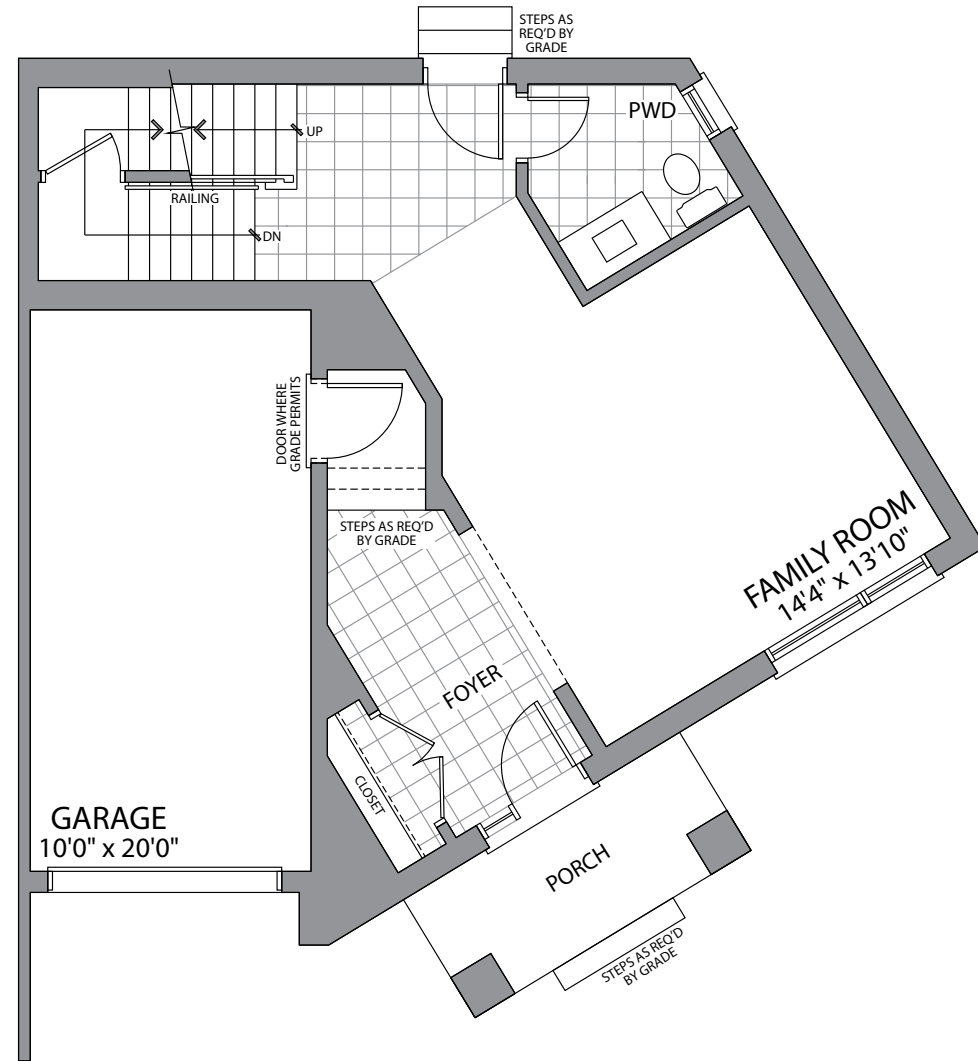 STEPS AS
REQ'D BY
GRADE
PWD
UP
RAILING
DN
DOOR WHERE
GRADE PERMITS
STEPS AS REQ'D
BY GRADE
FAMILY ROOM
14'4" x 13'10"
FOYER
CLOSET
GARAGE
10'0" x 20'0"
PORCH
STEPS AS REQ'D
BY GRADE